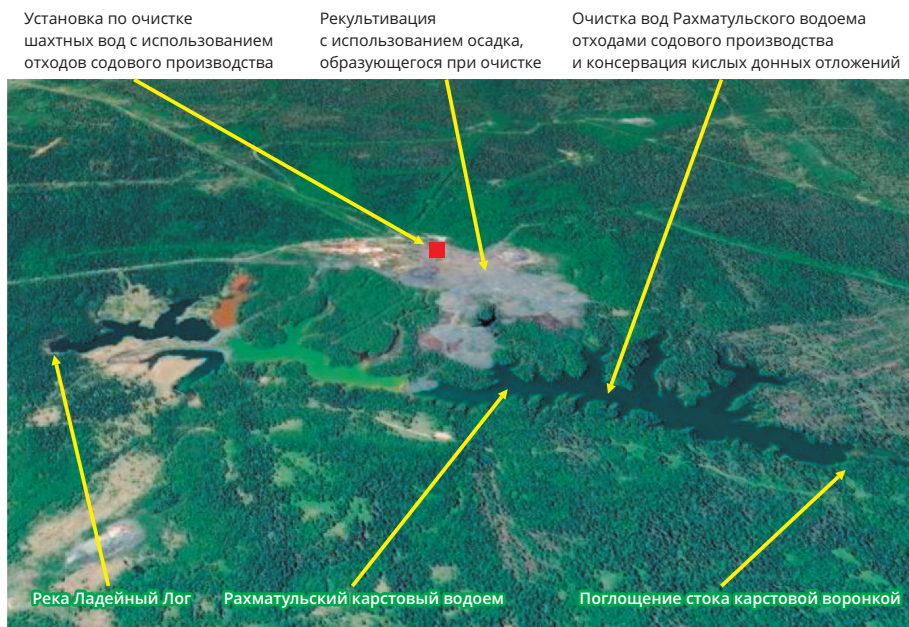 Установка по очистке
шахтных вод с использованием
отходов содового производства
Рекультивация
с использованием осадка,
образующегося при очистке
Очистка вод Рахматульского водоема
отходами содового производства
и консервация кислых донных отложений
Река Ладейный Лог
Рахматульский карстовый водоем
Поглощение стока карстовой воронкой